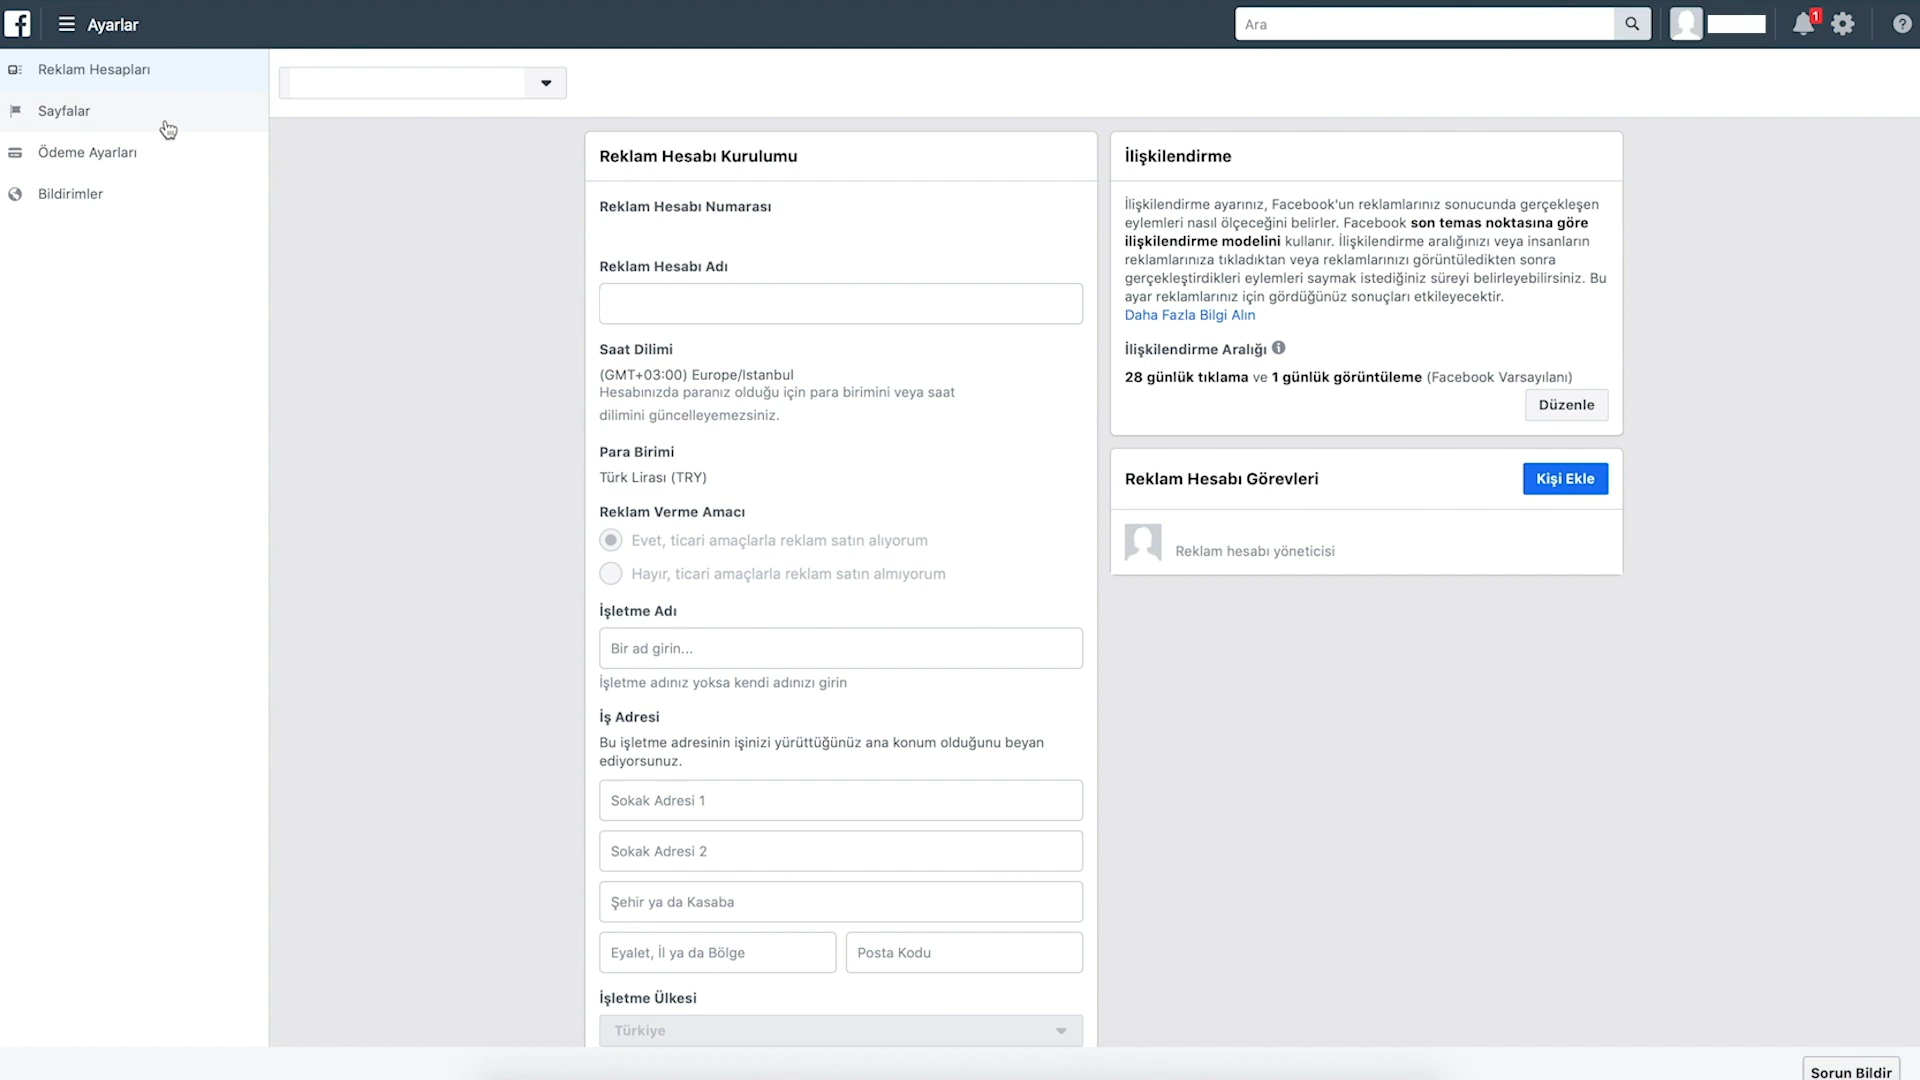 Ayarlar
Ara
1
Reklam Hesapları
Sayfalar
Ödeme Ayarları
Bildirimler
Reklam Hesabı Kurulumu
Reklam Hesabı Numarası
Reklam Hesabı Adı
Saat Dilimi
(GMT+03:00) Europe/Istanbul
Hesabınızda paranız olduğu için para birimini veya saat
dilimini güncelleyemezsiniz.
Para Birimi
Türk Lirası (TRY)
Reklam Verme Amacı
Evet, ticari amaçlarla reklam satın alıyorum
Hayır, ticari amaçlarla reklam satın almıyorum
İşletme Adı
Bir ad girin...
İşletme adınız yoksa kendi adınızı girin
İş Adresi
Bu işletme adresinin işinizi yürüttüğünüz ana konum olduğunu beyan
ediyorsunuz.
Sokak Adresi 1
Sokak Adresi 2
Şehir ya da Kasaba
Eyalet, İl ya da Bölge
Posta Kodu
İşletme Ülkesi
Türkiye
İlişkilendirme
İlişkilendirme ayarınız, Facebook'un reklamlarınız sonucunda gerçekleşen
eylemleri nasıl ölçeceğini belirler. Facebook son temas noktasına göre
ilişkilendirme modelini kullanır. İlişkilendirme aralığınızı veya insanların
reklamlarınıza tıkladıktan veya reklamlarınızı görüntüledikten sonra
gerçekleştirdikleri eylemleri saymak istediğiniz süreyi belirleyebilirsiniz. Bu
ayar reklamlarınız için gördüğünüz sonuçları etkileyecektir.
Daha Fazla Bilgi Alın
İlişkilendirme Aralığı
28 günlük tıklama ve 1 günlük görüntüleme (Facebook Varsayılanı)
Düzenle
Reklam Hesabı Görevleri
Kişi Ekle
Reklam hesabı yöneticisi
Sorun Bildir